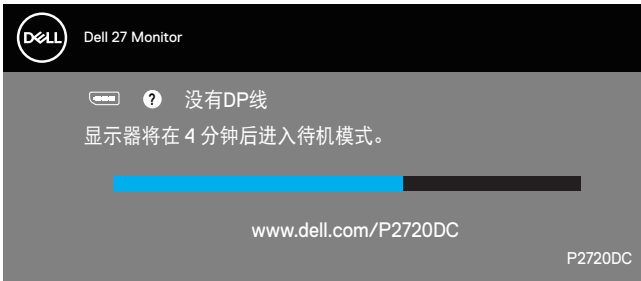 DELL
Dell 27 Monitor
? 没有DP线
显示器将在 4 分钟后进入待机模式。
www.dell.com/P2720DC
P2720DC